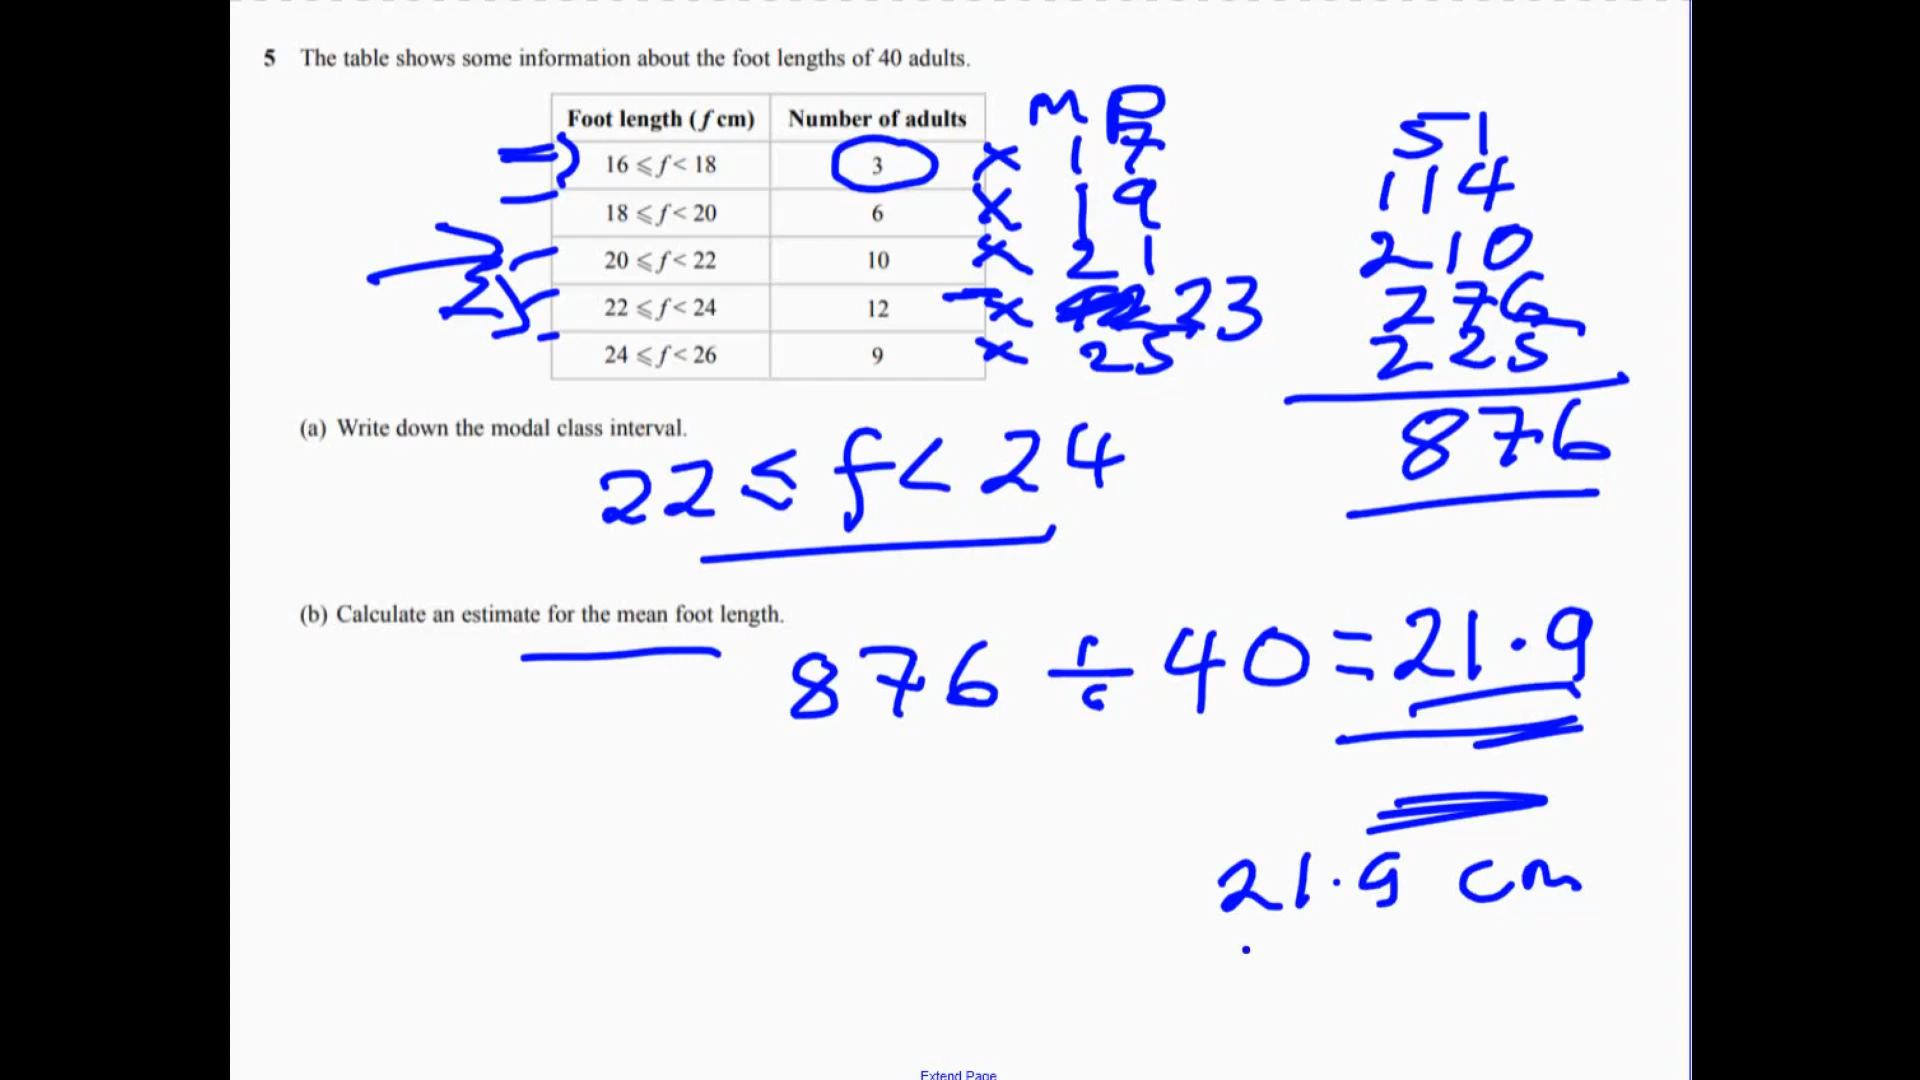 5 The table shows some information about the foot lengths of 40 adults.
Foot length (f cm) Number of adults M P
16 ⩽ f < 18 3 × 17 51
18 ⩽ f < 20 6 × 19 114
20 ⩽ f < 22 10 × 21 210
22 ⩽ f < 24 12 × 23 276
24 ⩽ f < 26 9 × 25 225
876
(a) Write down the modal class interval.
22 ≤ f < 24
(b) Calculate an estimate for the mean foot length.
876 ÷ 40 = 21.9
21.9 cm
Extend Page